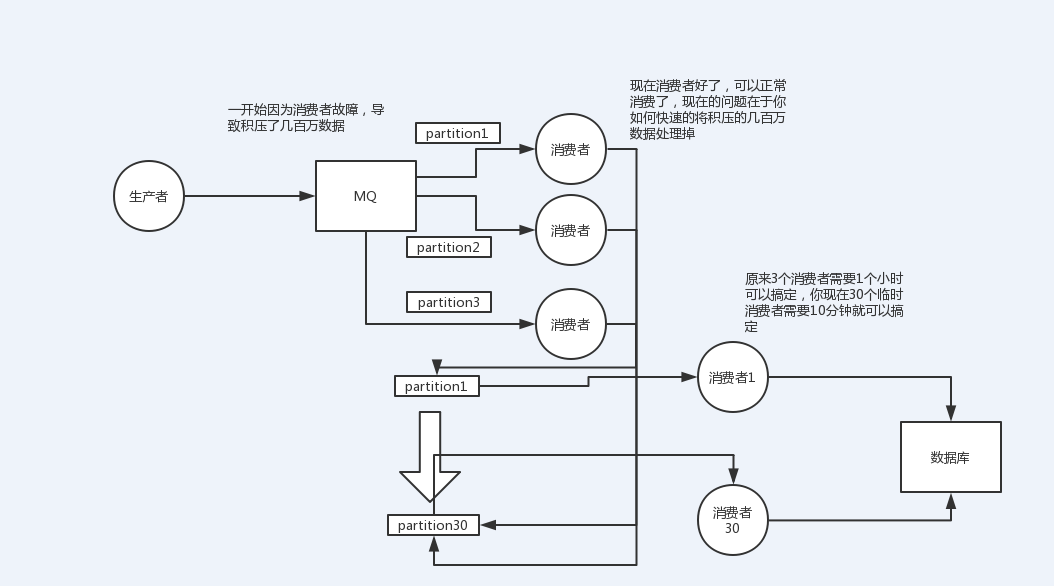 现在消费者好了，可以正常
消费了，现在的问题在于你
如何快速的将积压的几百万
数据处理掉
一开始因为消费者故障，导
致积压了几百万数据
partition1
消费者
生产者
MQ
消费者
partition2
partition3
消费者
原来3个消费者需要1个小时
可以搞定，你现在30个临时
消费者需要10分钟就可以搞
定
partition1
消费者1
数据库
partition30
消费者
30